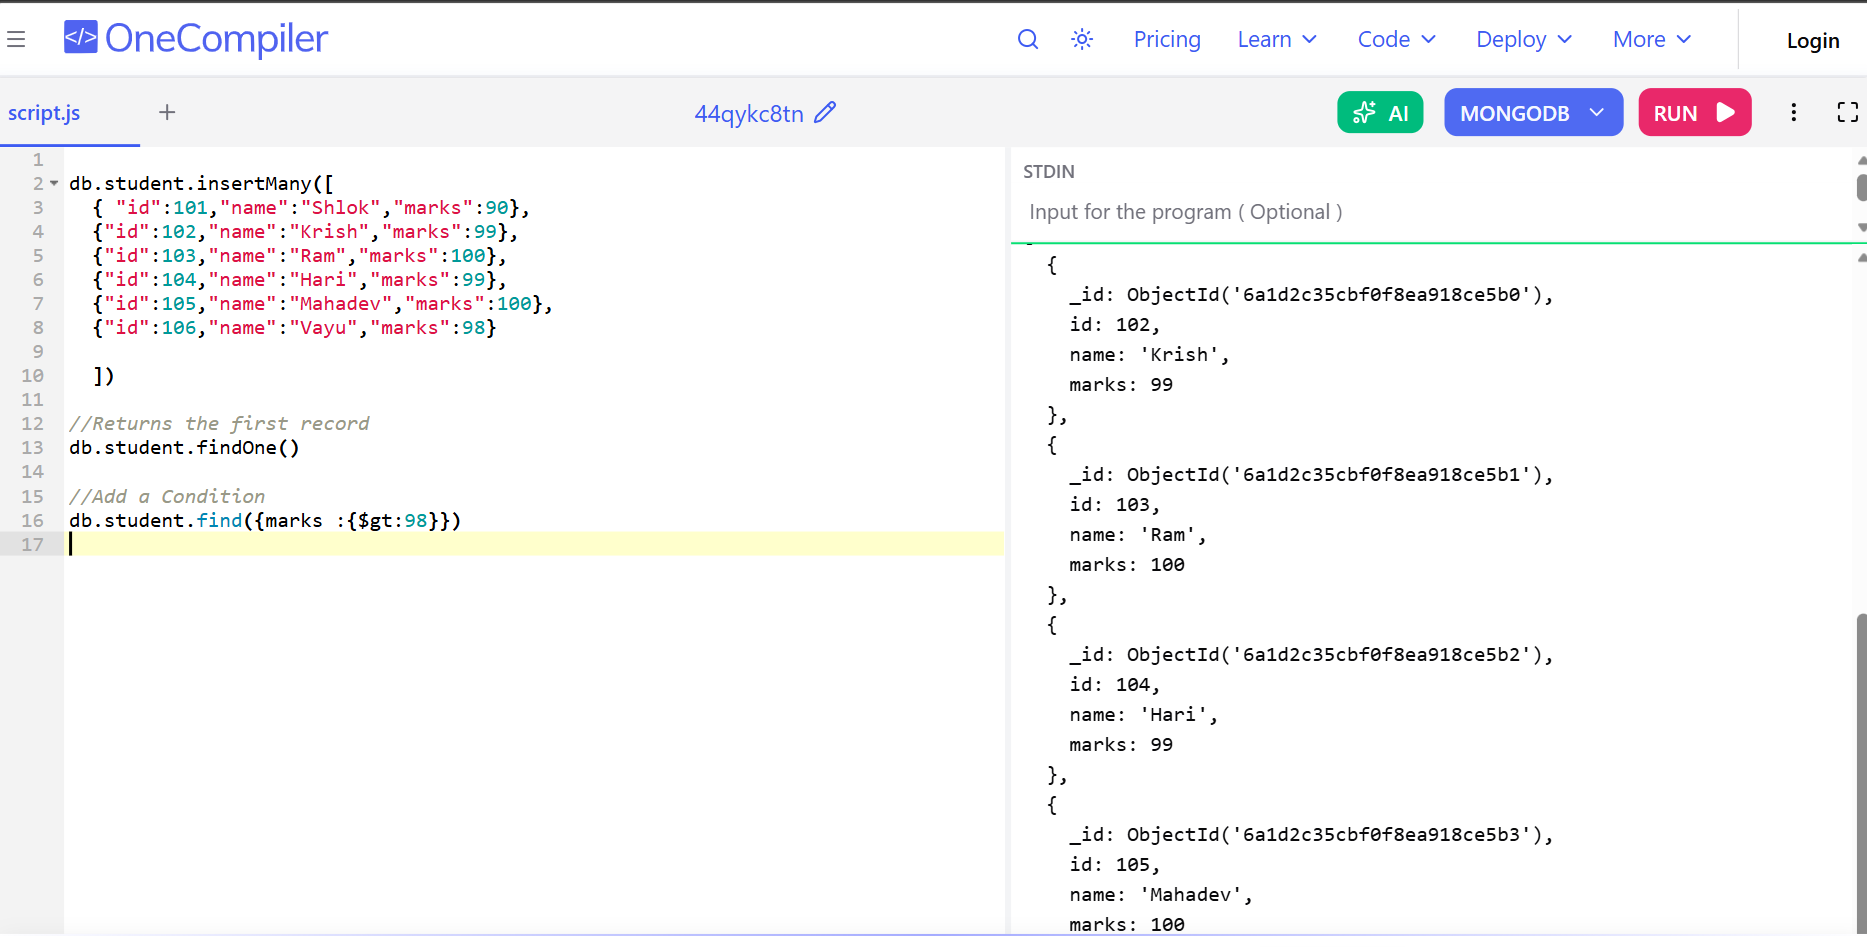 </> OneCompiler
Pricing Learn Code Deploy More Login
script.js + 44qykc8tn AI MONGODB RUN
1
2 db.student.insertMany([
3 { "id":101,"name":"Shlok","marks":90},
4 {"id":102,"name":"Krish","marks":99},
5 {"id":103,"name":"Ram","marks":100},
6 {"id":104,"name":"Hari","marks":99},
7 {"id":105,"name":"Mahadev","marks":100},
8 {"id":106,"name":"Vayu","marks":98}
9
10 ])
11
12 //Returns the first record
13 db.student.findOne()
14
15 //Add a Condition
16 db.student.find({marks :{$gt:98}})
17
STDIN
Input for the program ( Optional )
{
_id: ObjectId('6a1d2c35cbf0f8ea918ce5b0'),
id: 102,
name: 'Krish',
marks: 99
},
{
_id: ObjectId('6a1d2c35cbf0f8ea918ce5b1'),
id: 103,
name: 'Ram',
marks: 100
},
{
_id: ObjectId('6a1d2c35cbf0f8ea918ce5b2'),
id: 104,
name: 'Hari',
marks: 99
},
{
_id: ObjectId('6a1d2c35cbf0f8ea918ce5b3'),
id: 105,
name: 'Mahadev',
marks: 100